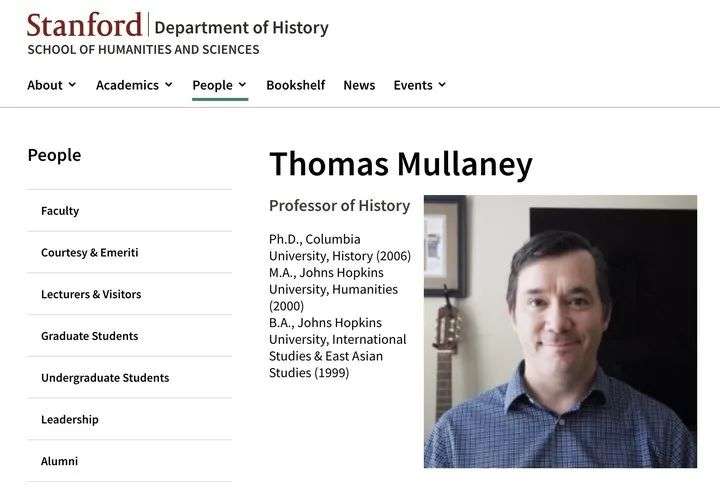 Stanford Department of History
SCHOOL OF HUMANITIES AND SCIENCES
About Academics People Bookshelf News Events
People
Faculty
Courtesy & Emeriti
Lecturers & Visitors
Graduate Students
Undergraduate Students
Leadership
Alumni
Thomas Mullaney
Professor of History
Ph.D., Columbia
University, History (2006)
M.A., Johns Hopkins
University, Humanities
(2000)
B.A., Johns Hopkins
University, International
Studies & East Asian
Studies (1999)